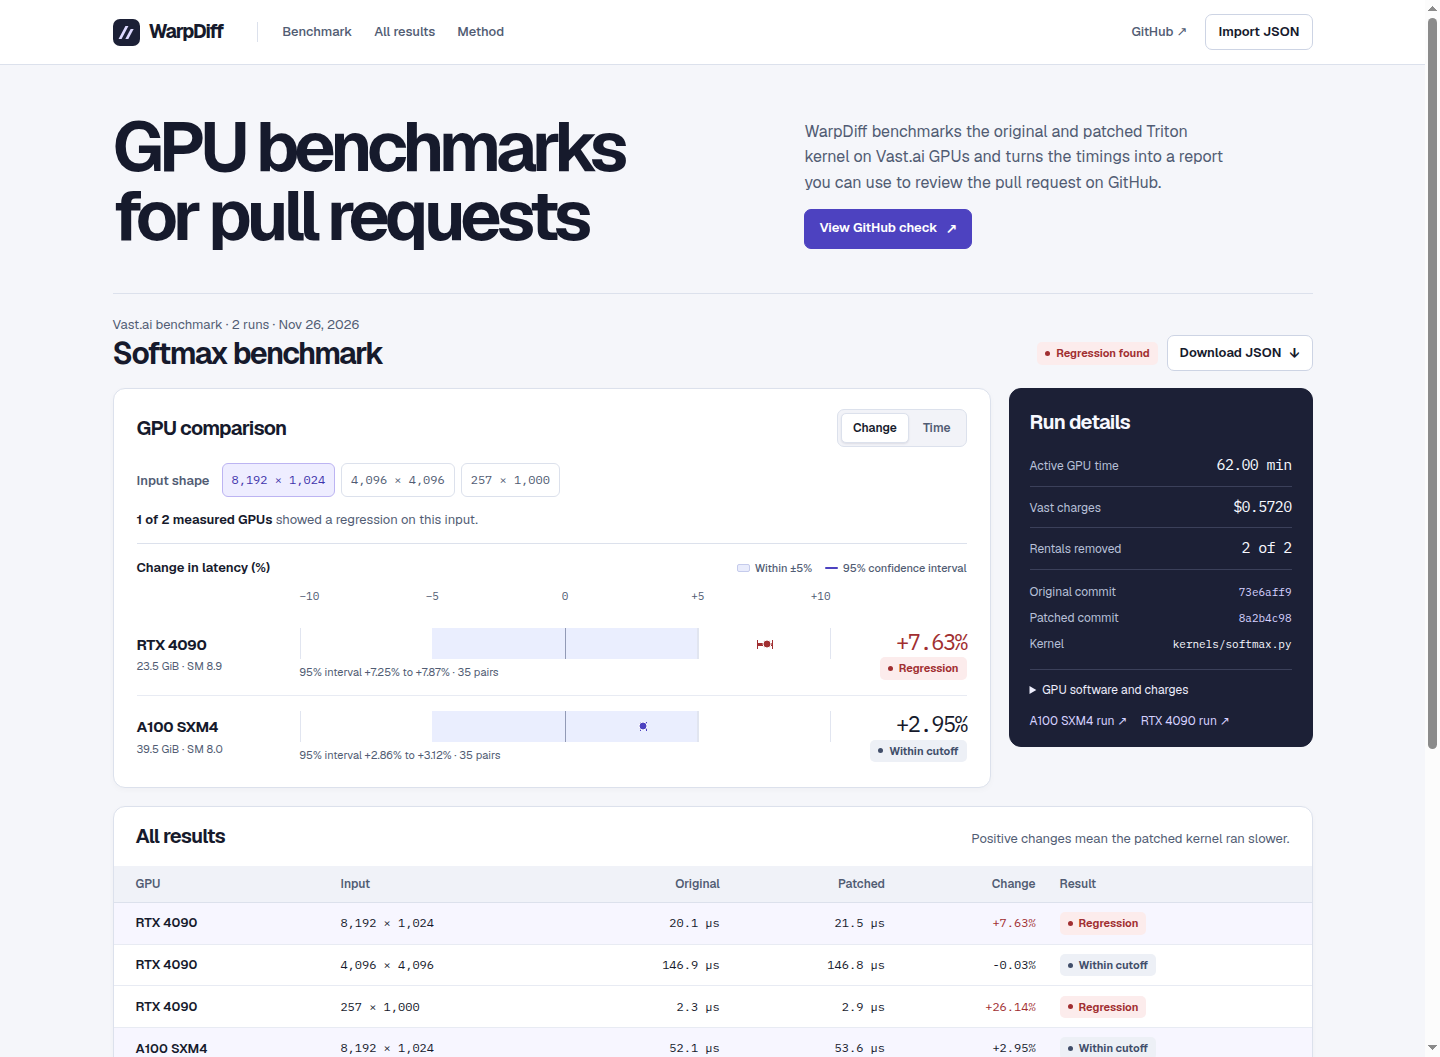 WarpDiff
Benchmark
All results
Method
GitHub ↗
Import JSON
GPU benchmarks
for pull requests
WarpDiff benchmarks the original and patched Triton
kernel on Vast.ai GPUs and turns the timings into a report
you can use to review the pull request on GitHub.
View GitHub check ↗
Vast.ai benchmark · 2 runs · Nov 26, 2026
Softmax benchmark
Regression found
Download JSON ↓
GPU comparison
Change
Time
Input shape
8,192 × 1,024
4,096 × 4,096
257 × 1,000
1 of 2 measured GPUs showed a regression on this input.
Change in latency (%)
Within ±5%
95% confidence interval
−10
−5
0
+5
+10
RTX 4090
23.5 GiB · SM 8.9
95% interval +7.25% to +7.87% · 35 pairs
+7.63%
Regression
A100 SXM4
39.5 GiB · SM 8.0
95% interval +2.86% to +3.12% · 35 pairs
+2.95%
Within cutoff
Run details
Active GPU time 62.00 min
Vast charges $0.5720
Rentals removed 2 of 2
Original commit 73e6aff9
Patched commit 8a2b4c98
Kernel kernels/softmax.py
▶ GPU software and charges
A100 SXM4 run ↗ RTX 4090 run ↗
All results
Positive changes mean the patched kernel ran slower.
GPU Input Original Patched Change Result
RTX 4090 8,192 × 1,024 20.1 µs 21.5 µs +7.63% Regression
RTX 4090 4,096 × 4,096 146.9 µs 146.8 µs -0.03% Within cutoff
RTX 4090 257 × 1,000 2.3 µs 2.9 µs +26.14% Regression
A100 SXM4 8,192 × 1,024 52.1 µs 53.6 µs +2.95% Within cutoff